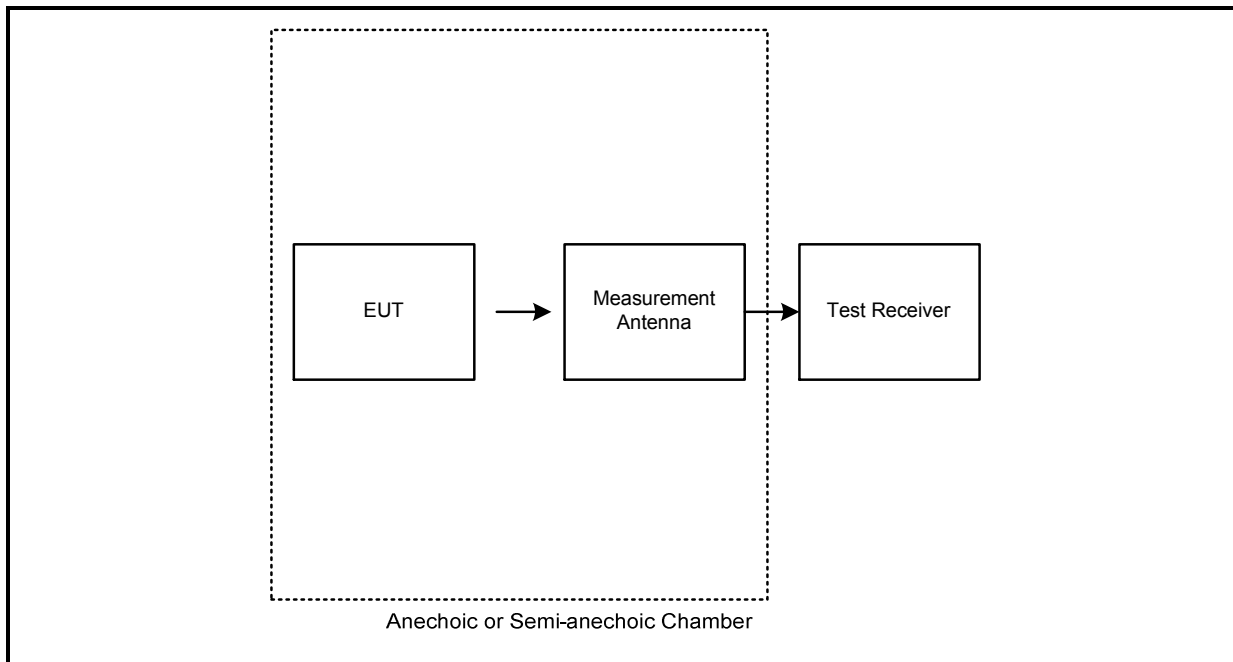 EUT
Measurement
Antenna
Test Receiver
Anechoic or Semi-anechoic Chamber